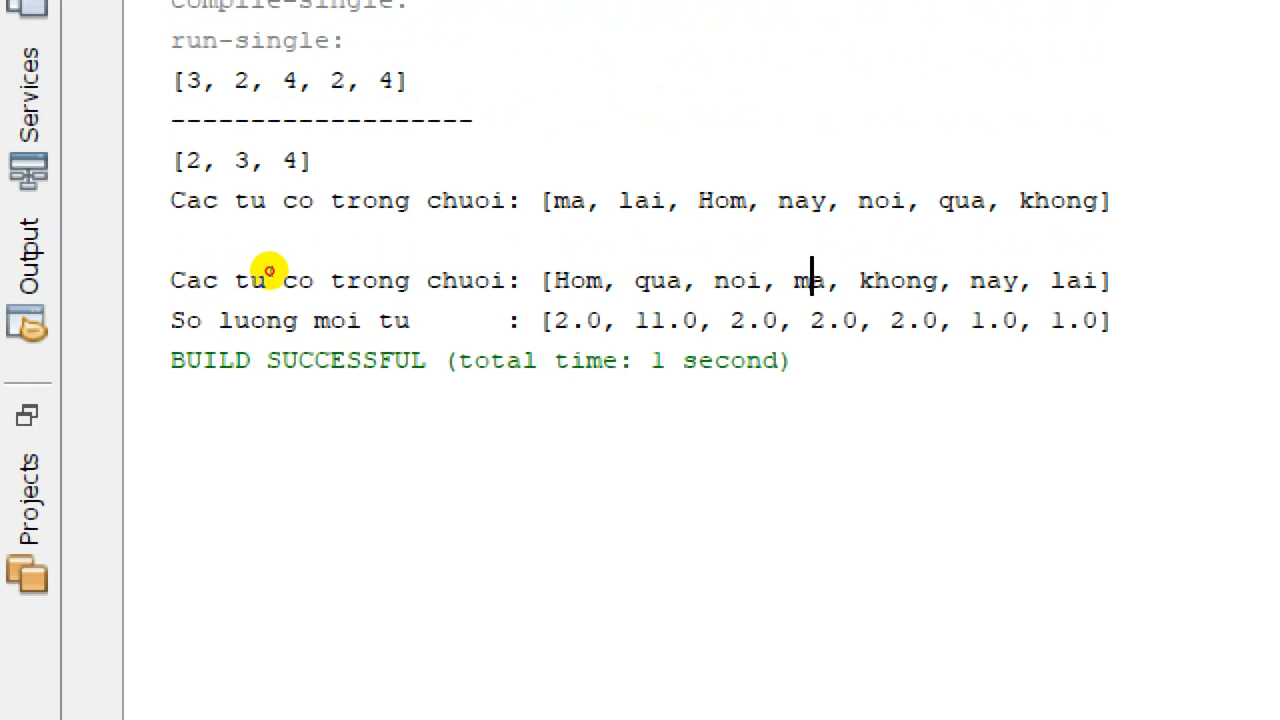 compile-single:
run-single:
[3, 2, 4, 2, 4]
-------------------
[2, 3, 4]
Cac tu co trong chuoi: [ma, lai, Hom, nay, noi, qua, khong]
Cac tu co trong chuoi: [Hom, qua, noi, ma, khong, nay, lai]
So luong moi tu      : [2.0, 11.0, 2.0, 2.0, 2.0, 1.0, 1.0]
BUILD SUCCESSFUL (total time: 1 second)
Services
Output
Projects